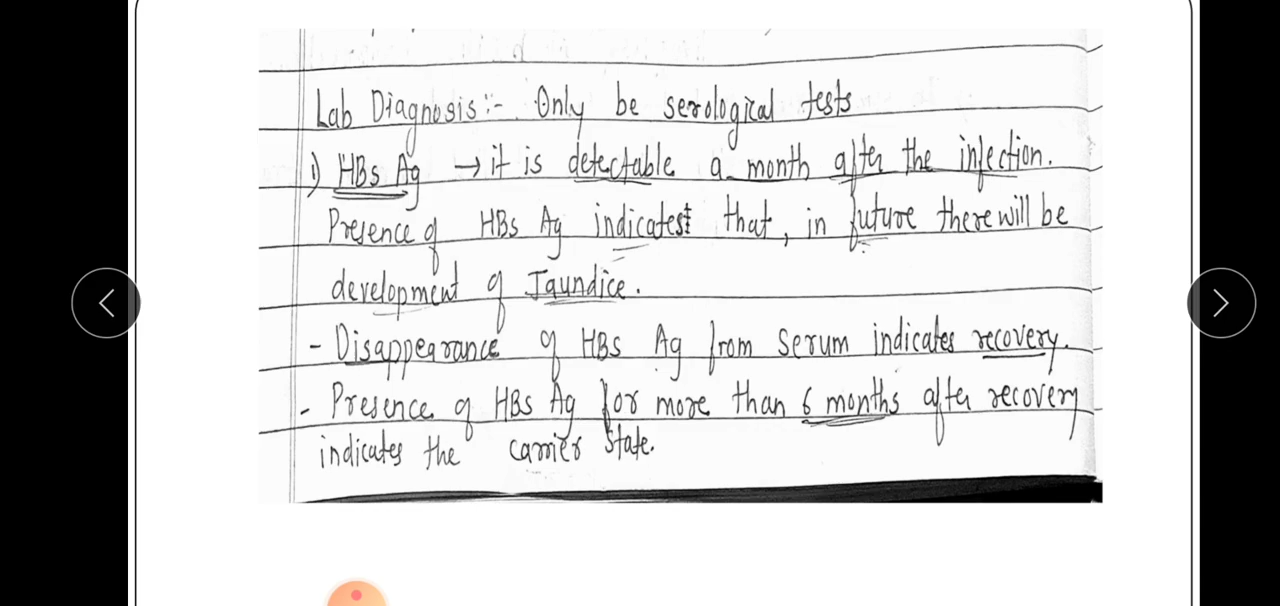 Lab Diagnosis :- Only be serological tests
1) HBs Ag → it is detectable a month after the infection.
Presence of HBs Ag indicates that, in future there will be
development of Jaundice.
- Disappearance of HBs Ag from serum indicates recovery.
- Presence of HBs Ag for more than 6 months after recovery
indicates the carrier state.